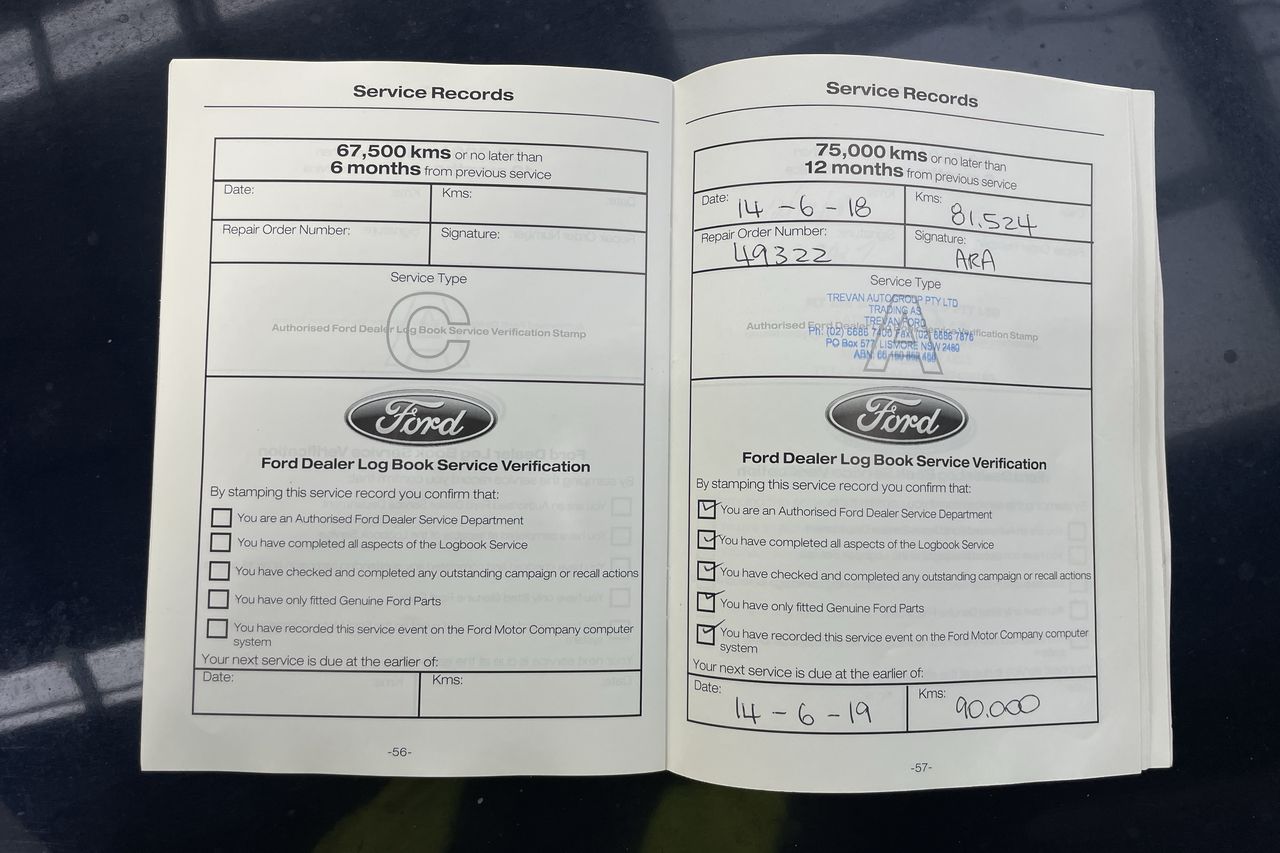 Service Records
67,500 kms or no later than
6 months from previous service
Date:
Kms:
Repair Order Number:
Signature:
Service Type
C
Authorised Ford Dealer Log Book Service Verification Stamp
Ford
Ford Dealer Log Book Service Verification
By stamping this service record you confirm that:
You are an Authorised Ford Dealer Service Department
You have completed all aspects of the Logbook Service
You have checked and completed any outstanding campaign or recall actions
You have only fitted Genuine Ford Parts
You have recorded this service event on the Ford Motor Company computer
system
Your next service is due at the earlier of:
Date:
Kms:
-56-
Service Records
75,000 kms or no later than
12 months from previous service
Date: 14 - 6 - 18
Kms: 81.524
Repair Order Number: 49322
Signature: ARA
Service Type
A
Authorised Ford Dealer Service Verification Stamp
TREVAN AUTOGROUP PTY LTD
TRADING AS
TREVAN FORD
Ph: (02) 6686 7400 Fax (02) 6686 7876
PO Box 577, LISMORE NSW 2480
ABN:
Ford
Ford Dealer Log Book Service Verification
By stamping this service record you confirm that:
You are an Authorised Ford Dealer Service Department
You have completed all aspects of the Logbook Service
You have checked and completed any outstanding campaign or recall actions
You have only fitted Genuine Ford Parts
You have recorded this service event on the Ford Motor Company computer
system
Your next service is due at the earlier of:
Date: 14 - 6 - 19
Kms: 90.000
-57-